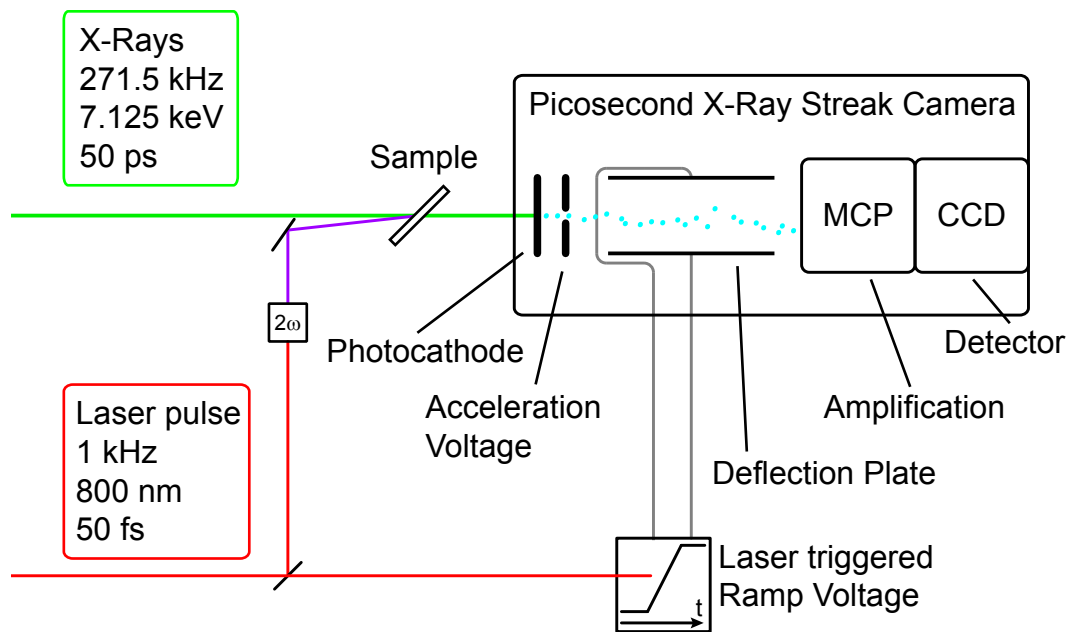 X-Rays
271.5 kHz
7.125 keV
50 ps
Sample
Picosecond X-Ray Streak Camera
MCP
CCD
2ω
Photocathode
Acceleration
Voltage
Deflection Plate
Amplification
Detector
Laser pulse
1 kHz
800 nm
50 fs
t
Laser triggered
Ramp Voltage